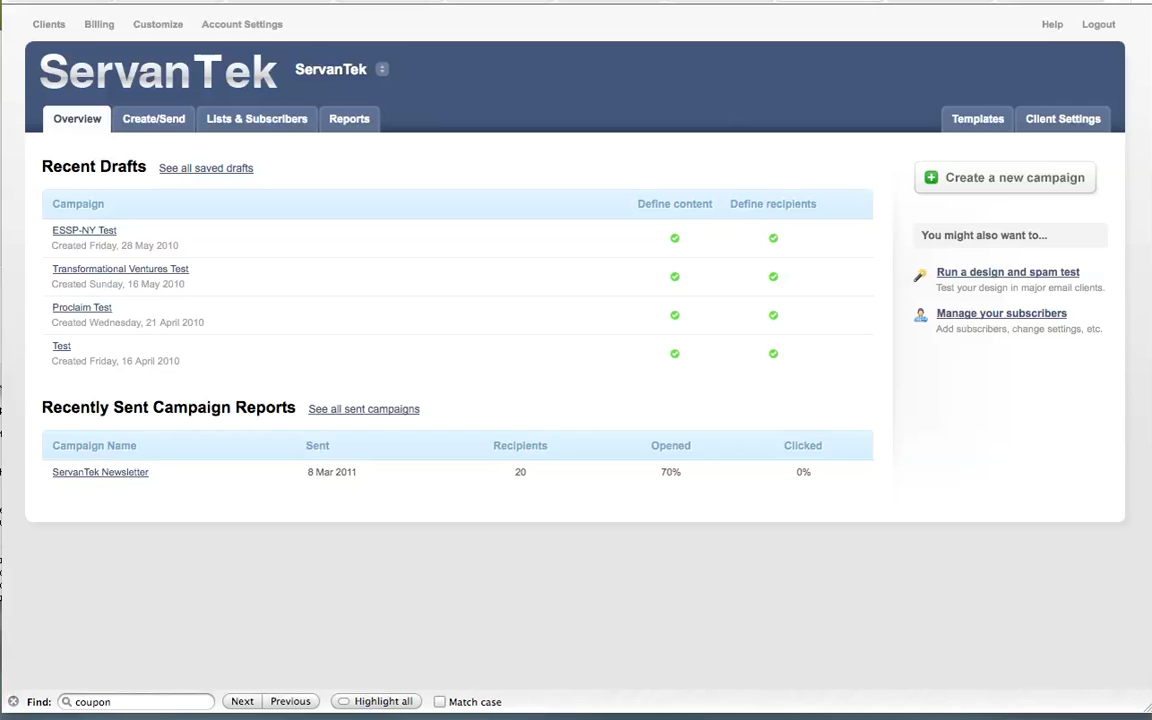 Clients Billing Customize Account Settings Help Logout
ServanTek ServanTek
Overview Create/Send Lists & Subscribers Reports Templates Client Settings
Recent Drafts See all saved drafts
Create a new campaign
Campaign Define content Define recipients
ESSP-NY Test
Created Friday, 28 May 2010
Transformational Ventures Test
Created Sunday, 16 May 2010
Proclaim Test
Created Wednesday, 21 April 2010
Test
Created Friday, 16 April 2010
You might also want to...
Run a design and spam test
Test your design in major email clients.
Manage your subscribers
Add subscribers, change settings, etc.
Recently Sent Campaign Reports See all sent campaigns
Campaign Name Sent Recipients Opened Clicked
ServanTek Newsletter 8 Mar 2011 20 70% 0%
Find: coupon Next Previous Highlight all Match case